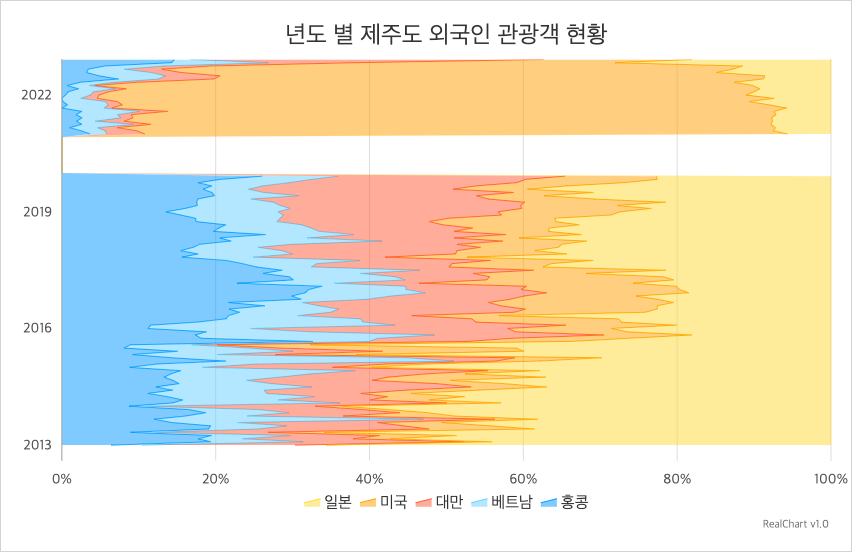 년도 별 제주도 외국인 관광객 현황
2022
2019
2016
2013
0% 20% 40% 60% 80% 100%
일본 미국 대만 베트남 홍콩
RealChart v1.0